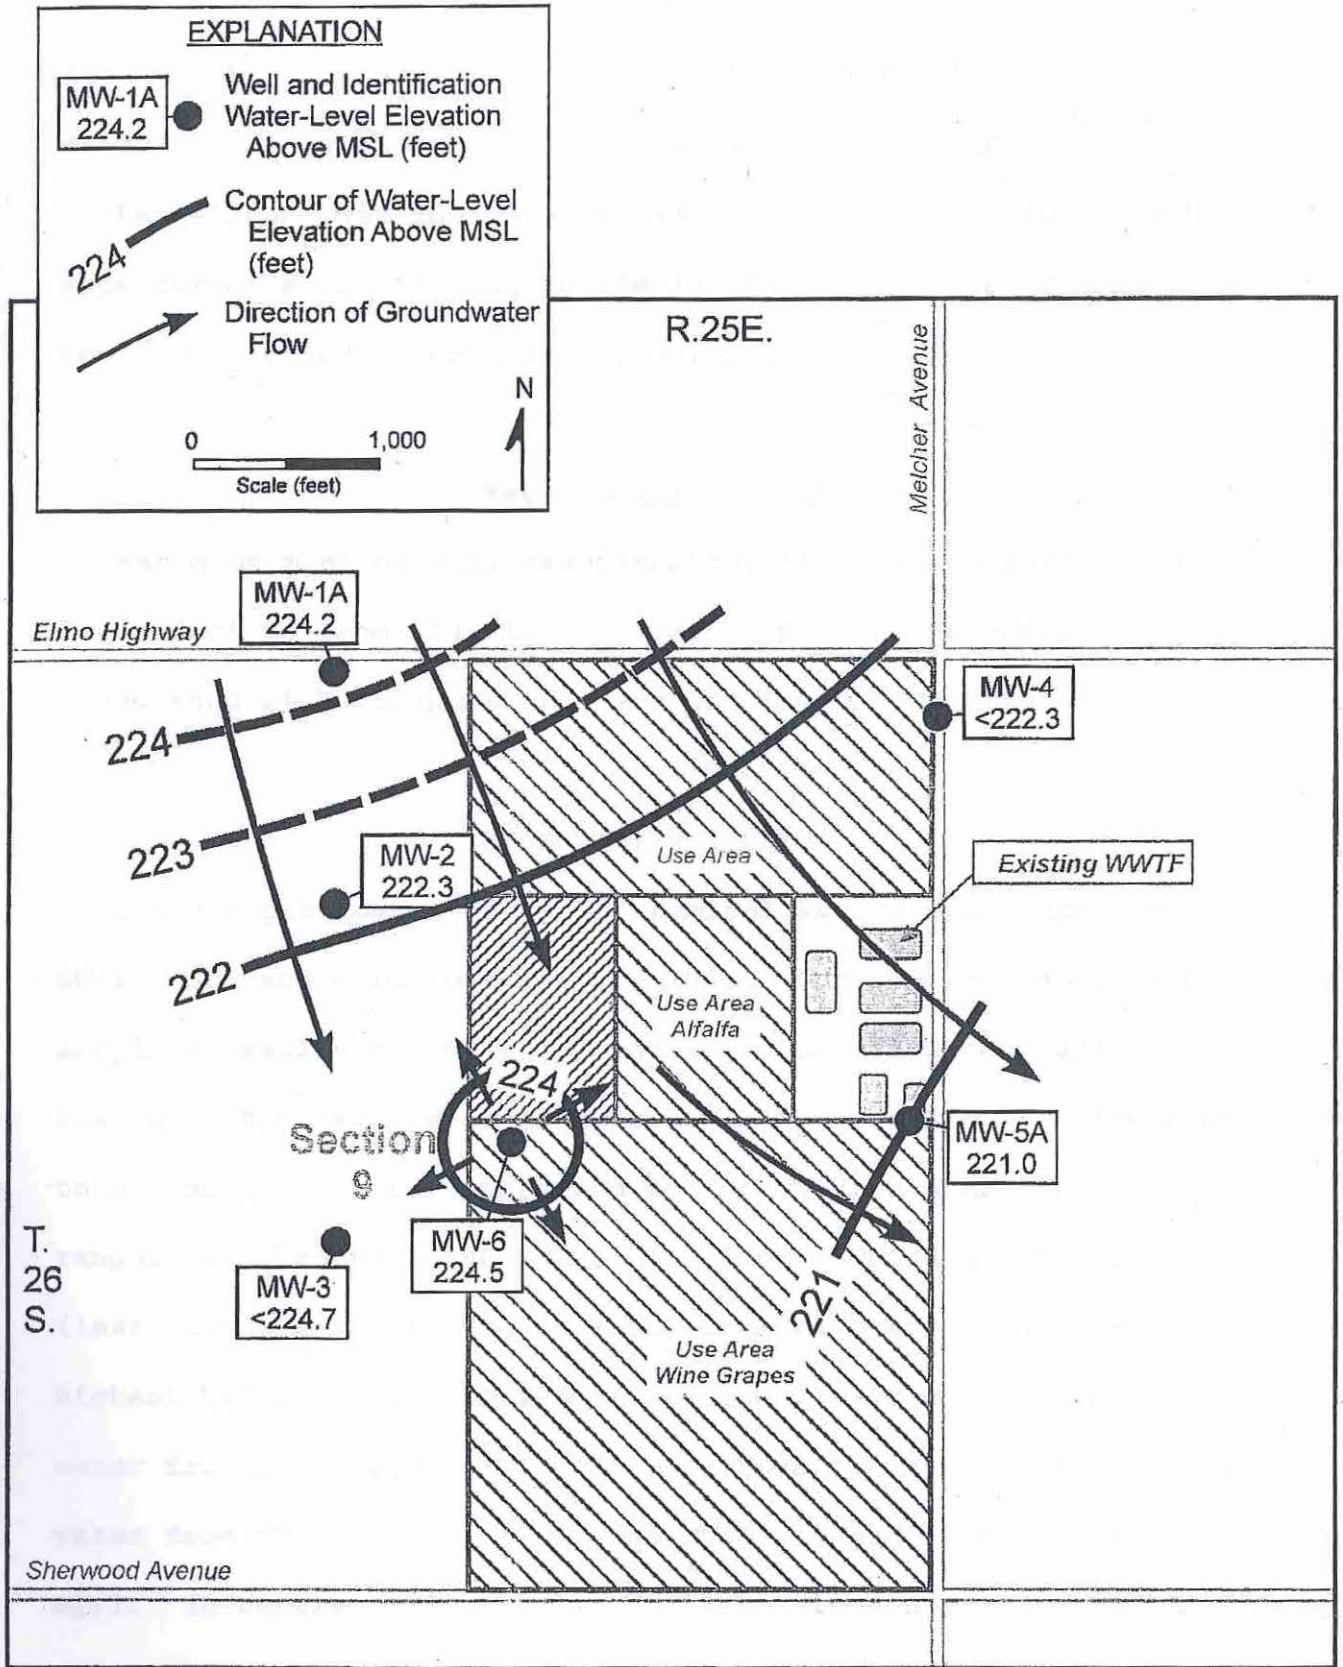 EXPLANATION
MW-1A
224.2
Well and Identification
Water-Level Elevation
Above MSL (feet)
224
Contour of Water-Level
Elevation Above MSL
(feet)
Direction of Groundwater
Flow
N
0 1,000
Scale (feet)
R.25E.
Melcher Avenue
Elmo Highway
MW-1A
224.2
MW-4
<222.3
224
223
MW-2
222.3
222
Use Area
Existing WWTF
Use Area
Alfalfa
224
Section
9
MW-5A
221.0
MW-6
224.5
MW-3
<224.7
T.
26
S.
221
Use Area
Wine Grapes
Sherwood Avenue